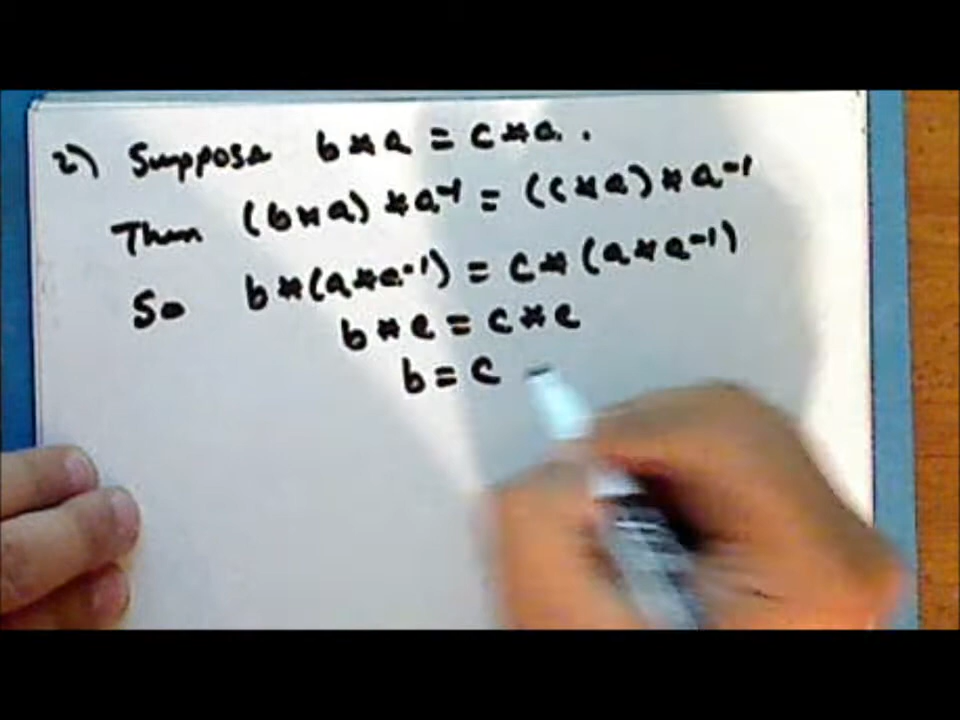 2) Suppose b * a = c * a.
Then (b * a) * a⁻¹ = (c * a) * a⁻¹
So b * (a * a⁻¹) = c * (a * a⁻¹)
b * e = c * e
b = c